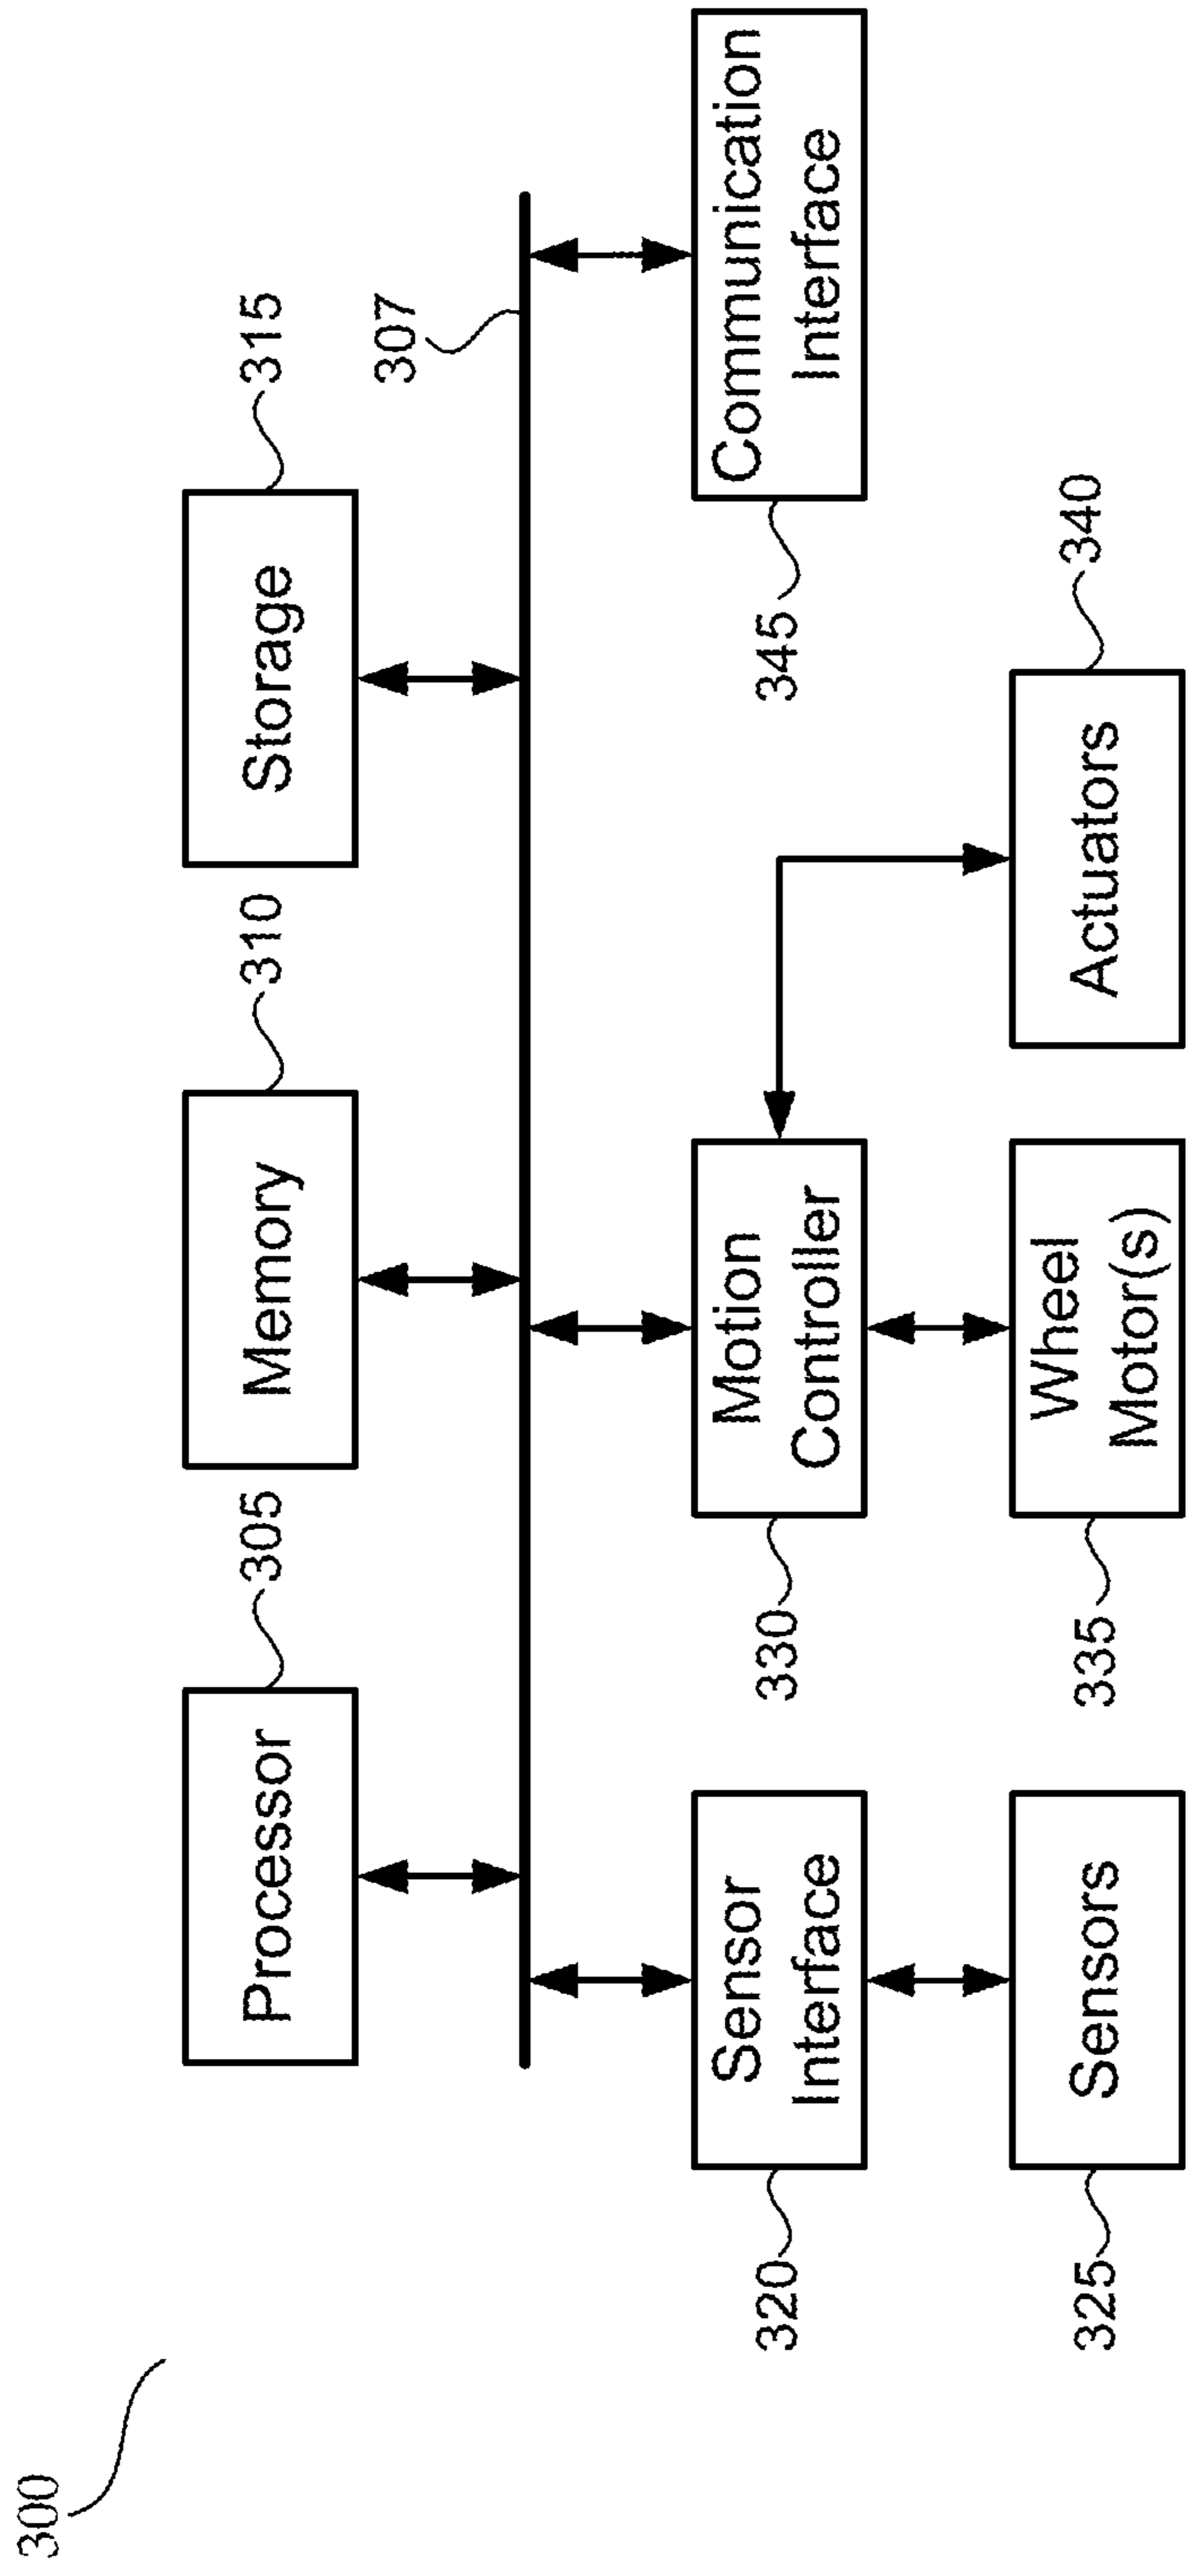 300
305
310
315
Processor
Memory
Storage
307
320
Sensor
Interface
330
Motion
Controller
345
Communication
Interface
325
Sensors
335
Wheel
Motor(s)
Actuators
340